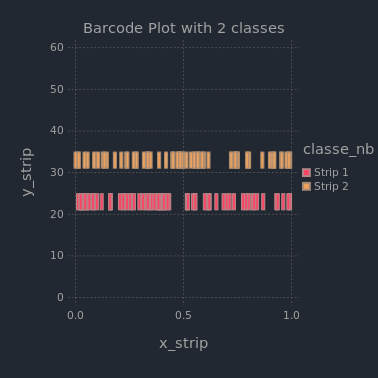 Barcode Plot with 2 classes
60
50
40
30
20
10
0
y_strip
0.0 0.5 1.0
x_strip
classe_nb
Strip 1
Strip 2